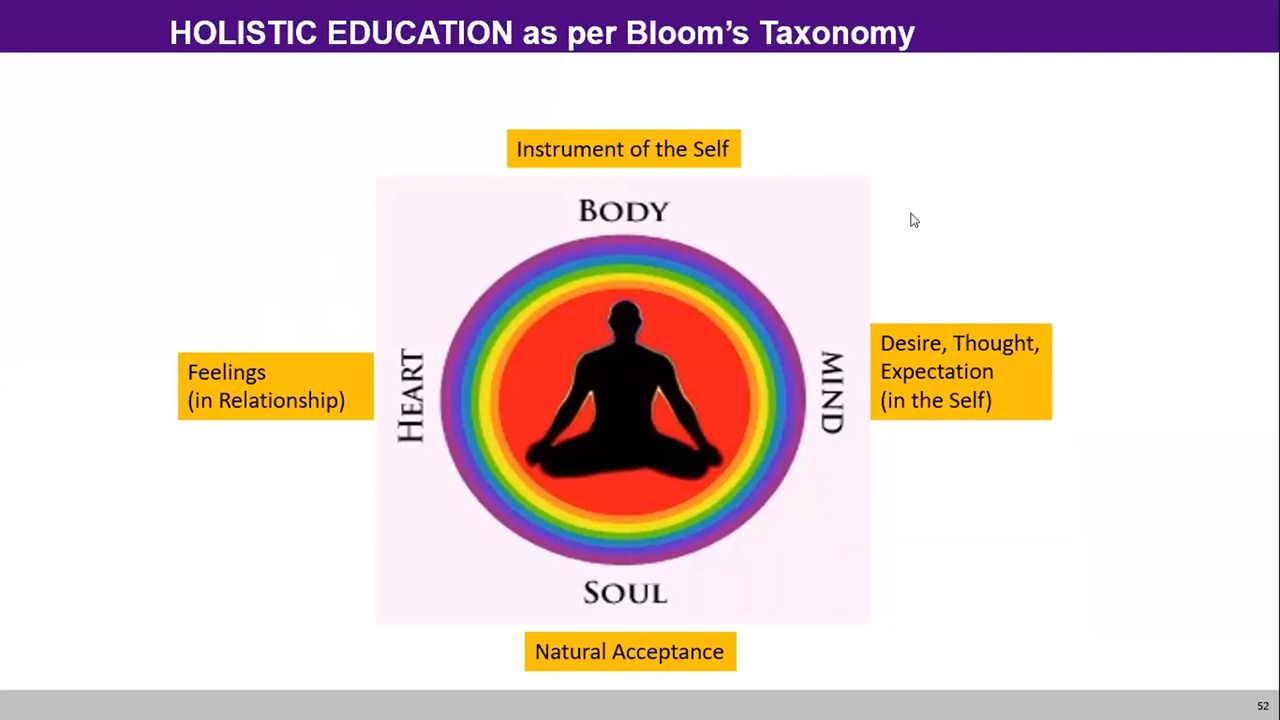 HOLISTIC EDUCATION as per Bloom’s Taxonomy
Instrument of the Self
BODY
Feelings
(in Relationship)
HEART
MIND
Desire, Thought,
Expectation
(in the Self)
SOUL
Natural Acceptance
52